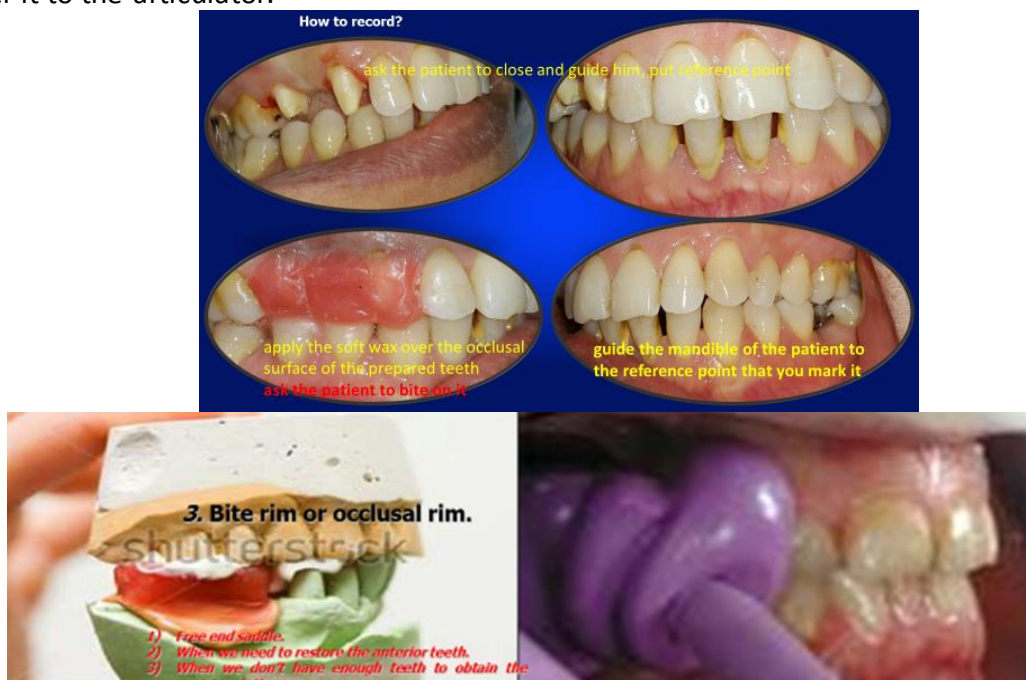 er it to the articulator.
How to record?
ask the patient to close and guide him, put reference point
apply the soft wax over the occlusal
surface of the prepared teeth
ask the patient to bite on it
guide the mandible of the patient to
the reference point that you mark it
3. Bite rim or occlusal rim.
shutterstock
1) Free end saddle.
2) When we need to restore the anterior teeth.
3) When we don't have enough teeth to obtain the